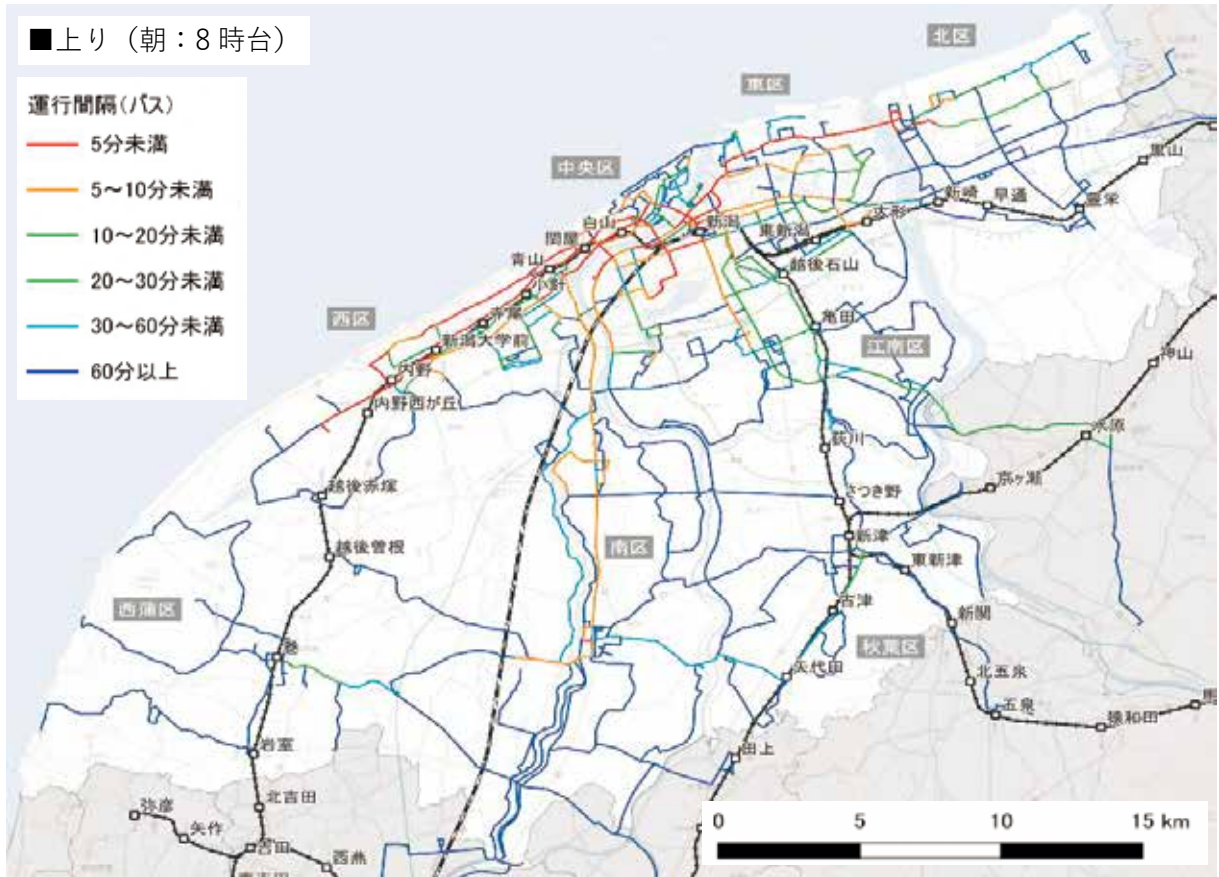 ■上り（朝：8時台）
運行間隔(バス)
5分未満
5～10分未満
10～20分未満
20～30分未満
30～60分未満
60分以上
北区
東区
中央区
西区
江南区
南区
西蒲区
秋葉区
白山
関屋
青山
小針
寺尾
新潟大学前
内野
内野西が丘
越後赤塚
越後曽根
巻
岩室
北吉田
弥彦
矢作
吉田
西燕
新潟
東新潟
大形
新崎
早通
豊栄
黒山
越後石山
亀田
荻川
さつき野
新津
古津
矢代田
田上
東新津
新関
北五泉
五泉
猿和田
馬
京ヶ瀬
水原
神山
0 5 10 15 km